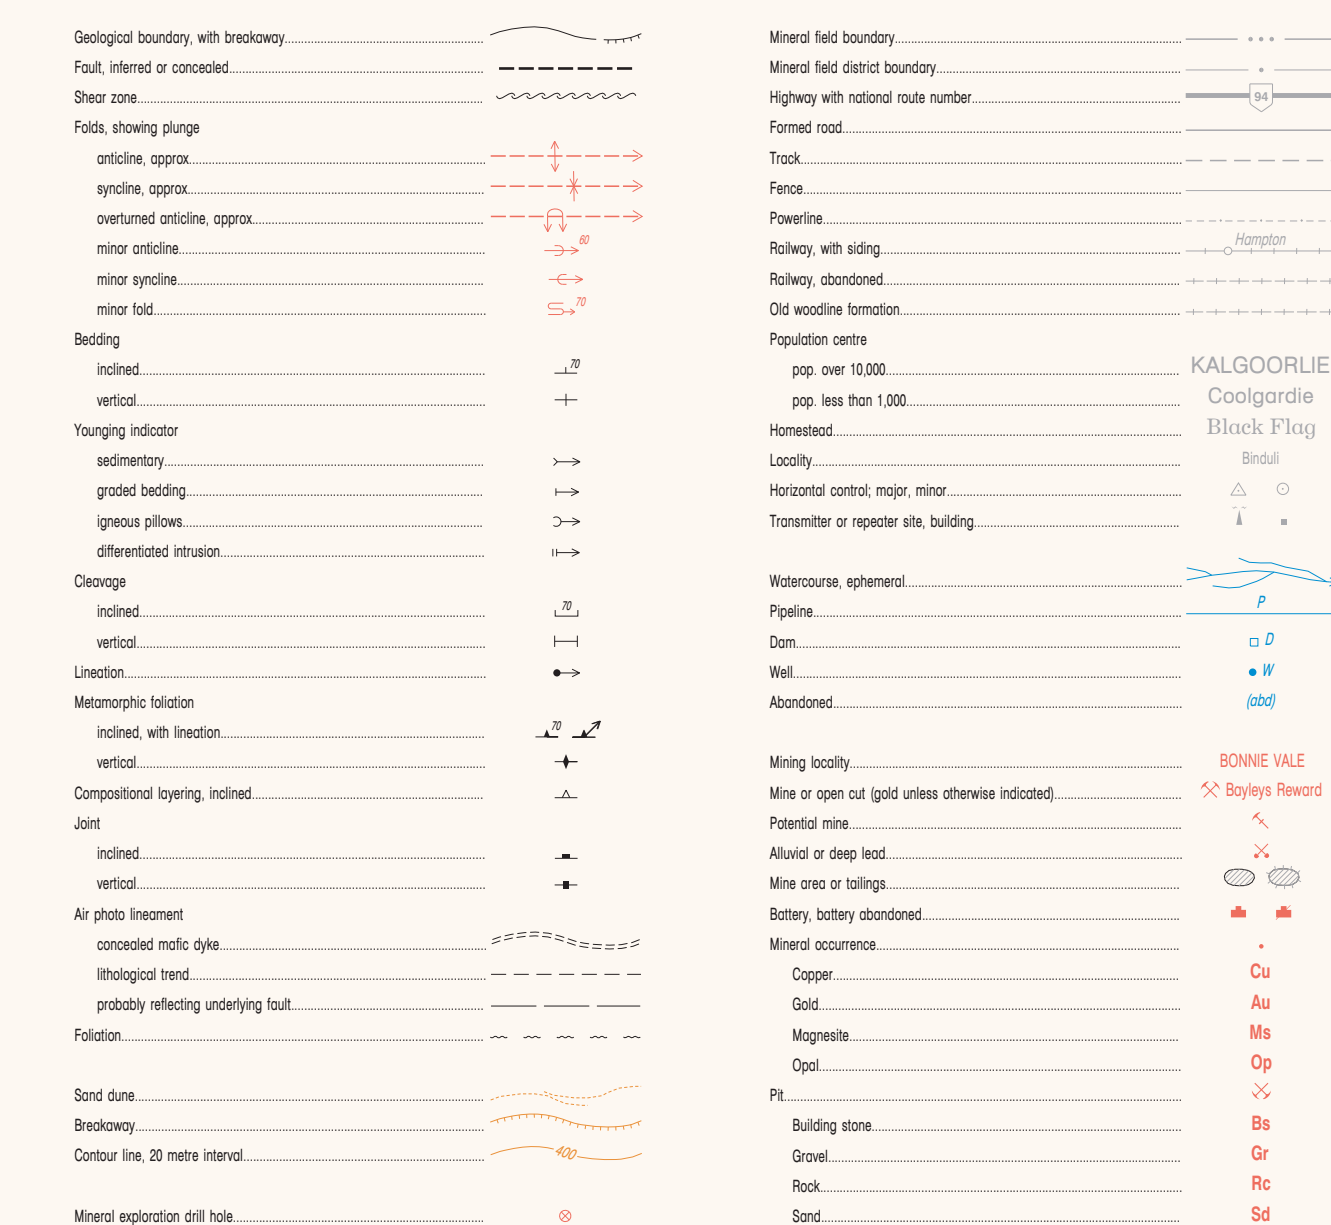 Geological boundary, with breakaway
Fault, inferred or concealed
Shear zone
Folds, showing plunge
anticline, approx
syncline, approx
overturned anticline, approx
minor anticline 60
minor syncline
minor fold 70
Bedding
inclined 70
vertical
Younging indicator
sedimentary
graded bedding
igneous pillows
differentiated intrusion
Cleavage
inclined 70
vertical
Lineation
Metamorphic foliation
inclined, with lineation 70
vertical
Compositional layering, inclined
Joint
inclined
vertical
Air photo lineament
concealed mafic dyke
lithological trend
probably reflecting underlying fault
Foliation
Sand dune
Breakaway
Contour line, 20 metre interval 400
Mineral exploration drill hole
Mineral field boundary
Mineral field district boundary
Highway with national route number 94
Formed road
Track
Fence
Powerline
Railway, with siding Hampton
Railway, abandoned
Old woodline formation
Population centre
pop. over 10,000 KALGOORLIE
pop. less than 1,000 Coolgardie
Homestead Black Flag
Locality Binduli
Horizontal control; major, minor
Transmitter or repeater site, building
Watercourse, ephemeral
Pipeline P
Dam D
Well W
Abandoned (abd)
Mining locality BONNIE VALE
Mine or open cut (gold unless otherwise indicated) Bayleys Reward
Potential mine
Alluvial or deep lead
Mine area or tailings
Battery, battery abandoned
Mineral occurrence
Copper Cu
Gold Au
Magnesite Ms
Opal Op
Pit
Building stone Bs
Gravel Gr
Rock Rc
Sand Sd